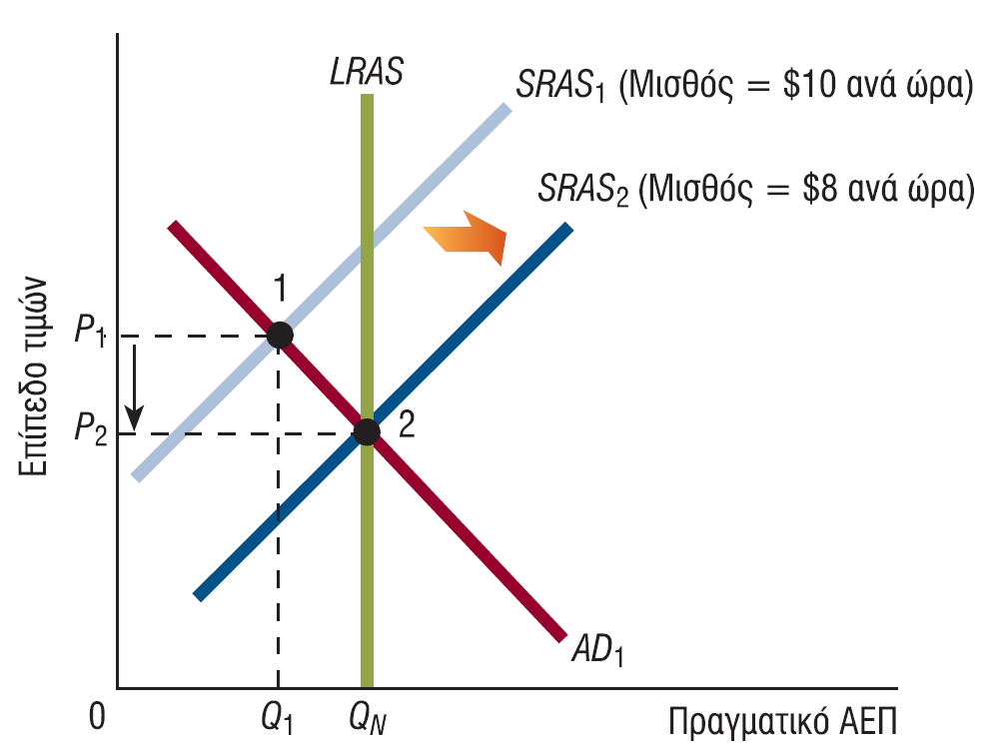 LRAS
SRAS1 (Μισθός = $10 ανά ώρα)
SRAS2 (Μισθός = $8 ανά ώρα)
1
Επίπεδο τιμών
P1
P2
2
AD1
0
Q1
QN
Πραγματικό ΑΕΠ